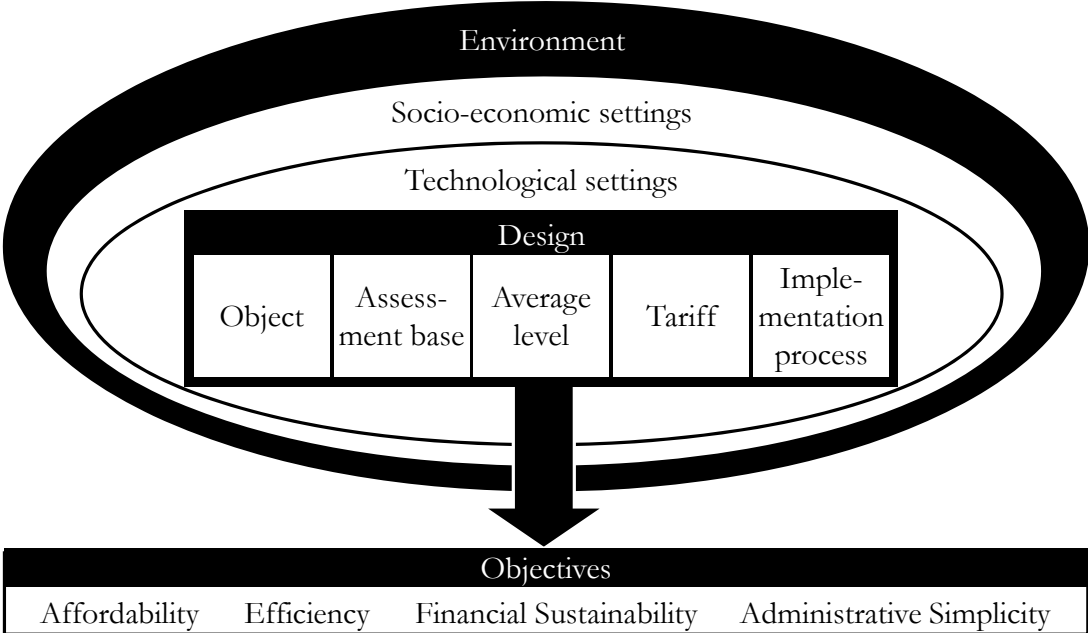 Environment
Socio-economic settings
Technological settings
Design
Object
Assess-
ment base
Average
level
Tariff
Imple-
mentation
process
Objectives
Affordability Efficiency Financial Sustainability Administrative Simplicity